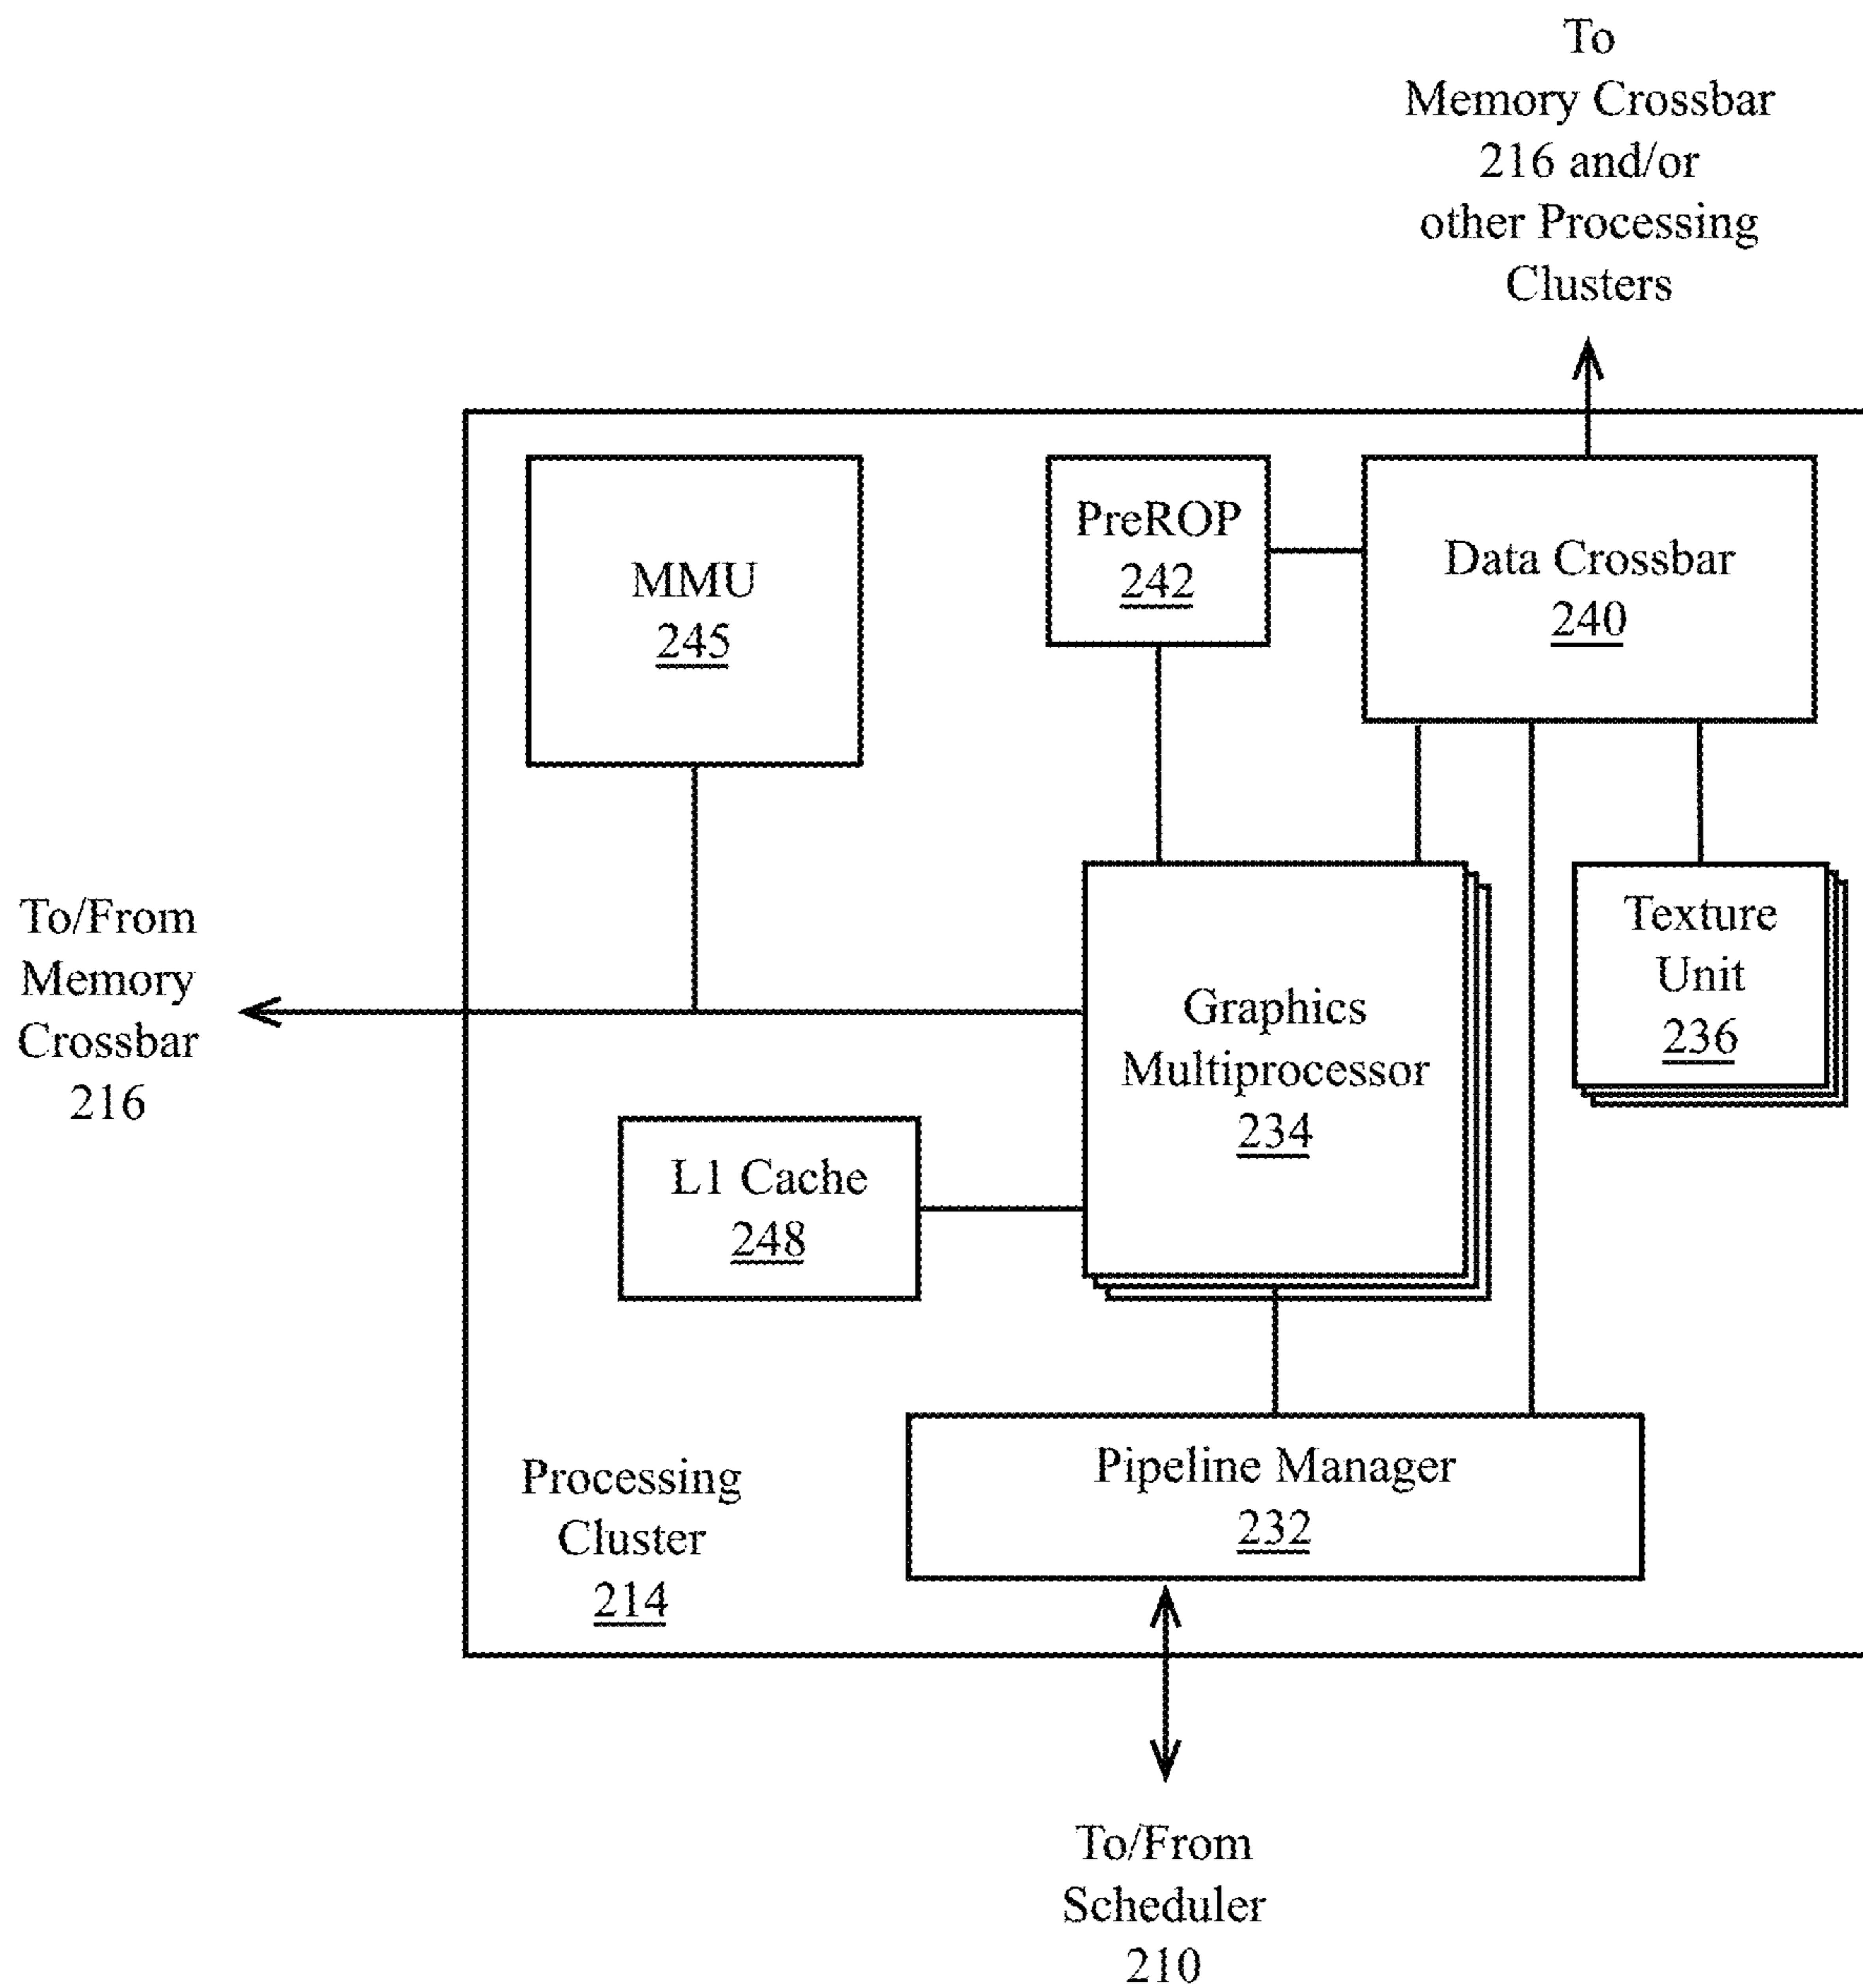 To
Memory Crossbar
216 and/or
other Processing
Clusters
MMU
245
PreROP
242
Data Crossbar
240
To/From
Memory
Crossbar
216
Graphics
Multiprocessor
234
Texture
Unit
236
L1 Cache
248
Pipeline Manager
232
Processing
Cluster
214
To/From
Scheduler
210